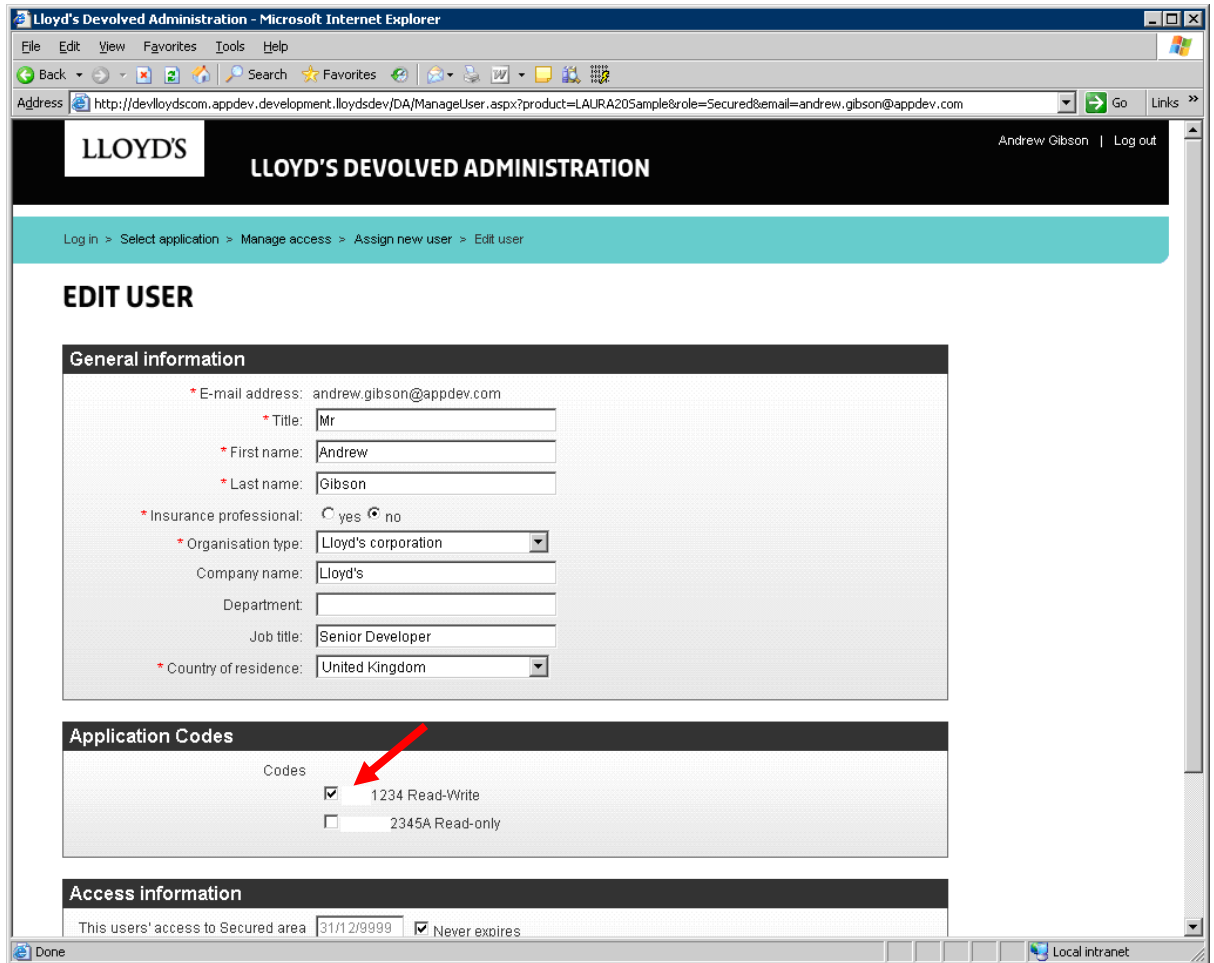 Lloyd's Devolved Administration - Microsoft Internet Explorer
File Edit View Favorites Tools Help
Back Search Favorites
Address http://devlloydscom.appdev.development.lloydsdev/DA/ManageUser.aspx?product=LAURA20Sample&role=Secured&email=andrew.gibson@appdev.com Go Links »
LLOYD'S
LLOYD'S DEVOLVED ADMINISTRATION
Andrew Gibson | Log out
Log in > Select application > Manage access > Assign new user > Edit user
EDIT USER
General information
* E-mail address: andrew.gibson@appdev.com
* Title: Mr
* First name: Andrew
* Last name: Gibson
* Insurance professional: yes no
* Organisation type: Lloyd's corporation
Company name: Lloyd's
Department:
Job title: Senior Developer
* Country of residence: United Kingdom
Application Codes
Codes
1234 Read-Write
2345A Read-only
Access information
This users' access to Secured area 31/12/9999 Never expires
Done Local intranet